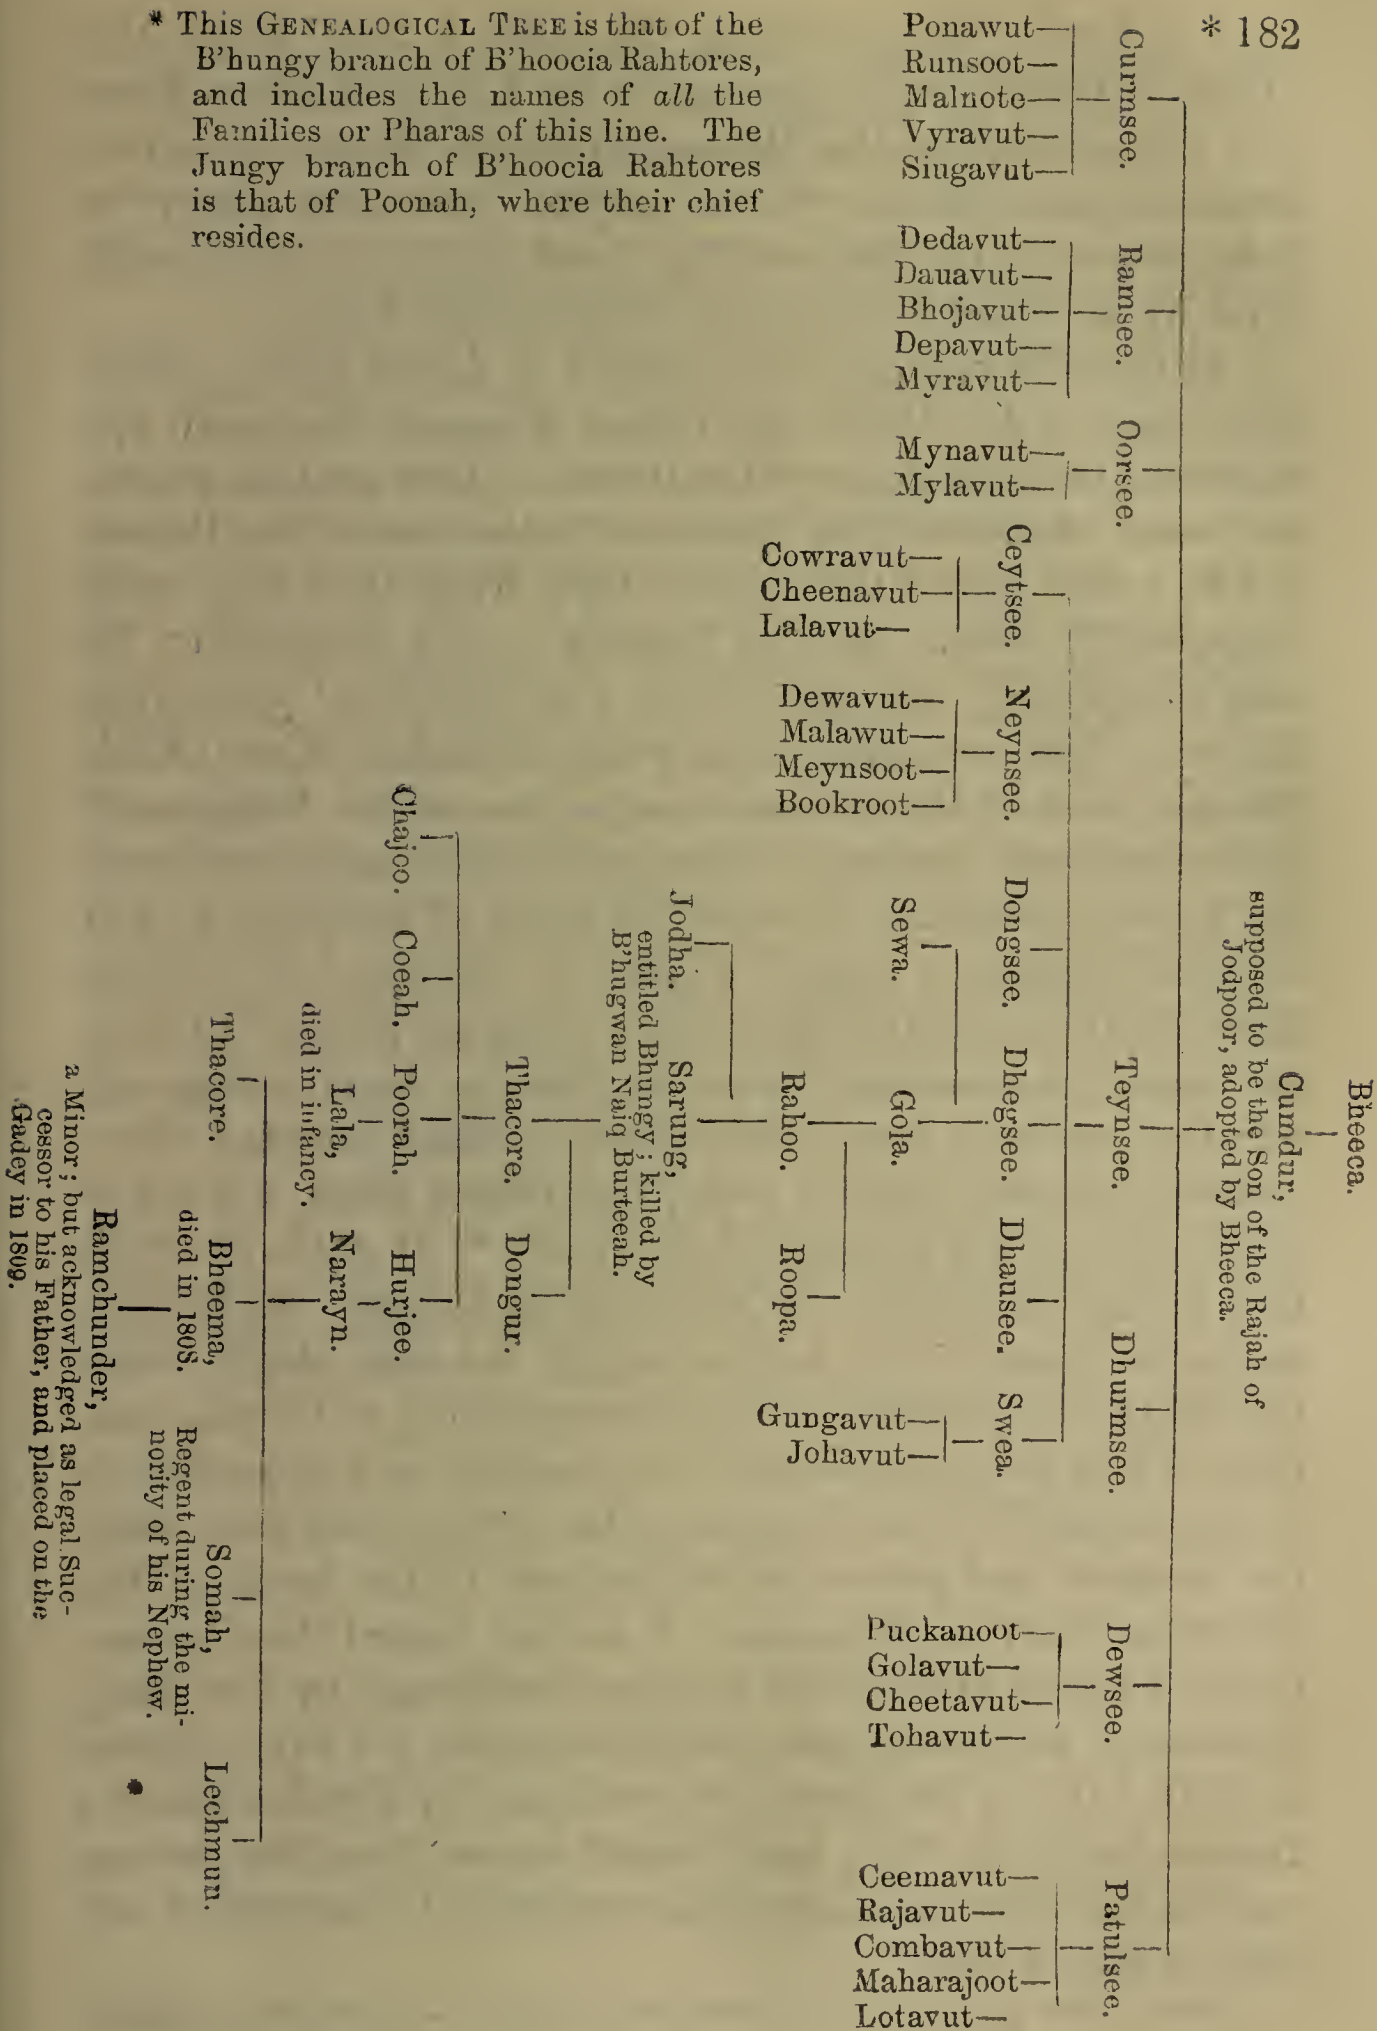 * 182
* This GENEALOGICAL TREE is that of the
B'hungy branch of B'hoocia Rahtores,
and includes the names of all the
Families or Pharas of this line. The
Jungy branch of B'hoocia Rahtores
is that of Poonah, where their chief
resides.
Bheeca.
Cumdur,
supposed to be the Son of the Rajah of
Jodpoor, adopted by Bheeca.
Curmsee.
Ramsee.
Oorsee.
Teynsee.
Dhurmsee.
Dewsee.
Patulsee.
Ponawut—
Runsoot—
Malnote—
Vyravut—
Singavut—
Dedavut—
Dauavut—
Bhojavut—
Depavut—
Myravut—
Mynavut—
Mylavut—
Puckanoot—
Golavut—
Cheetavut—
Tohavut—
Ceemavut—
Rajavut—
Combavut—
Maharajoot—
Lotavut—
Ceytsee.
Neynsee.
Dongsee.
Dhegsee.
Dhausee.
Swea.
Cowravut—
Cheenavut—
Lalavut—
Dewavut—
Malawut—
Meynsoot—
Bookroot—
Gungavut—
Johavut—
Sewa.
Gola.
Rahoo.
Roopa.
Jodha.
Sarung,
entitled Bhungy; killed by
B'hugwan Naiq Burteeah.
Thacore.
Dongur.
Chajoo.
Coeah.
Poorah.
Hurjee.
Lala,
died in infancy.
Narayn.
Thacore.
Bheema,
died in 1808.
Somah,
Regent during the mi-
nority of his Nephew.
Lechmun.
Ramchunder,
a Minor; but acknowledged as legal Suc-
cessor to his Father, and placed on the
Gadey in 1809.